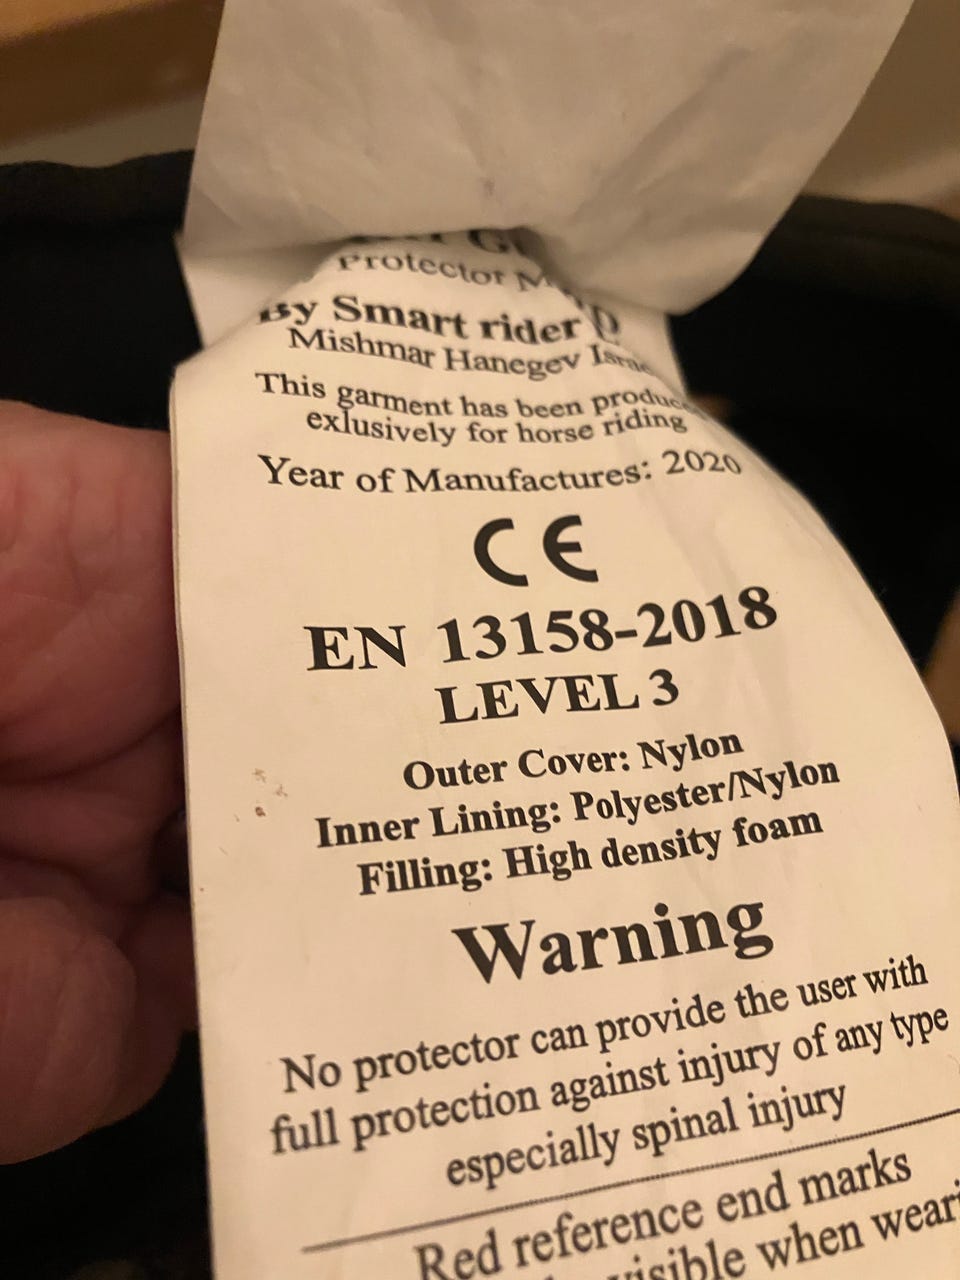 Protector
By Smart rider
Mishmar Hanegev
This garment has been
exlusively for horse riding
Year of Manufactures: 2020
CE
EN 13158-2018
LEVEL 3
Outer Cover: Nylon
Inner Lining: Polyester/Nylon
Filling: High density foam
Warning
No protector can provide the user with
full protection against injury of any type
especially spinal injury
Red reference end marks
visible when